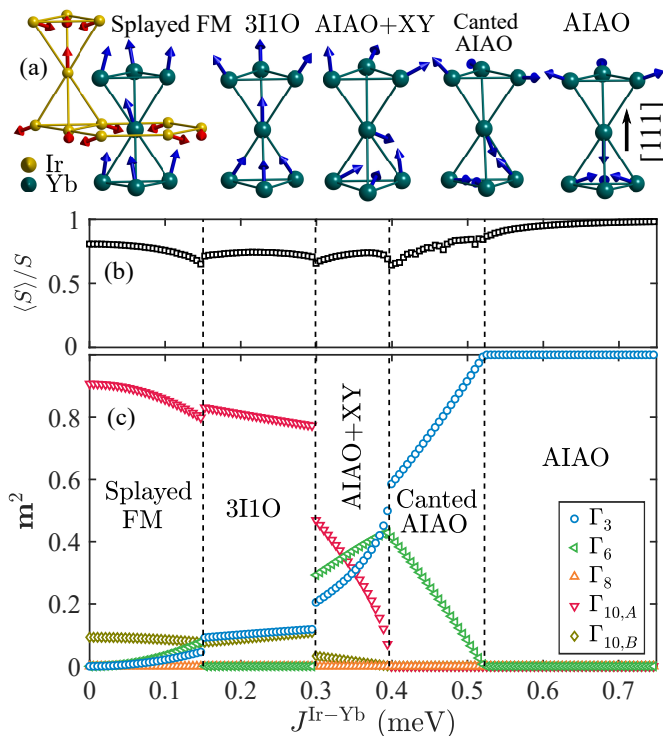 Splayed FM 3I1O AIAO+XY Canted AIAO AIAO
(a)
[111]
Ir
Yb
1
0.5
0
⟨S⟩/S
(b)
(c)
0.8
0.6
0.4
0.2
0
m²
Splayed FM
3I1O
AIAO+XY
Canted AIAO
AIAO
Γ₃
Γ₆
Γ₈
Γ₁₀,A
Γ₁₀,B
0 0.1 0.2 0.3 0.4 0.5 0.6 0.7
J^Ir−Yb (meV)